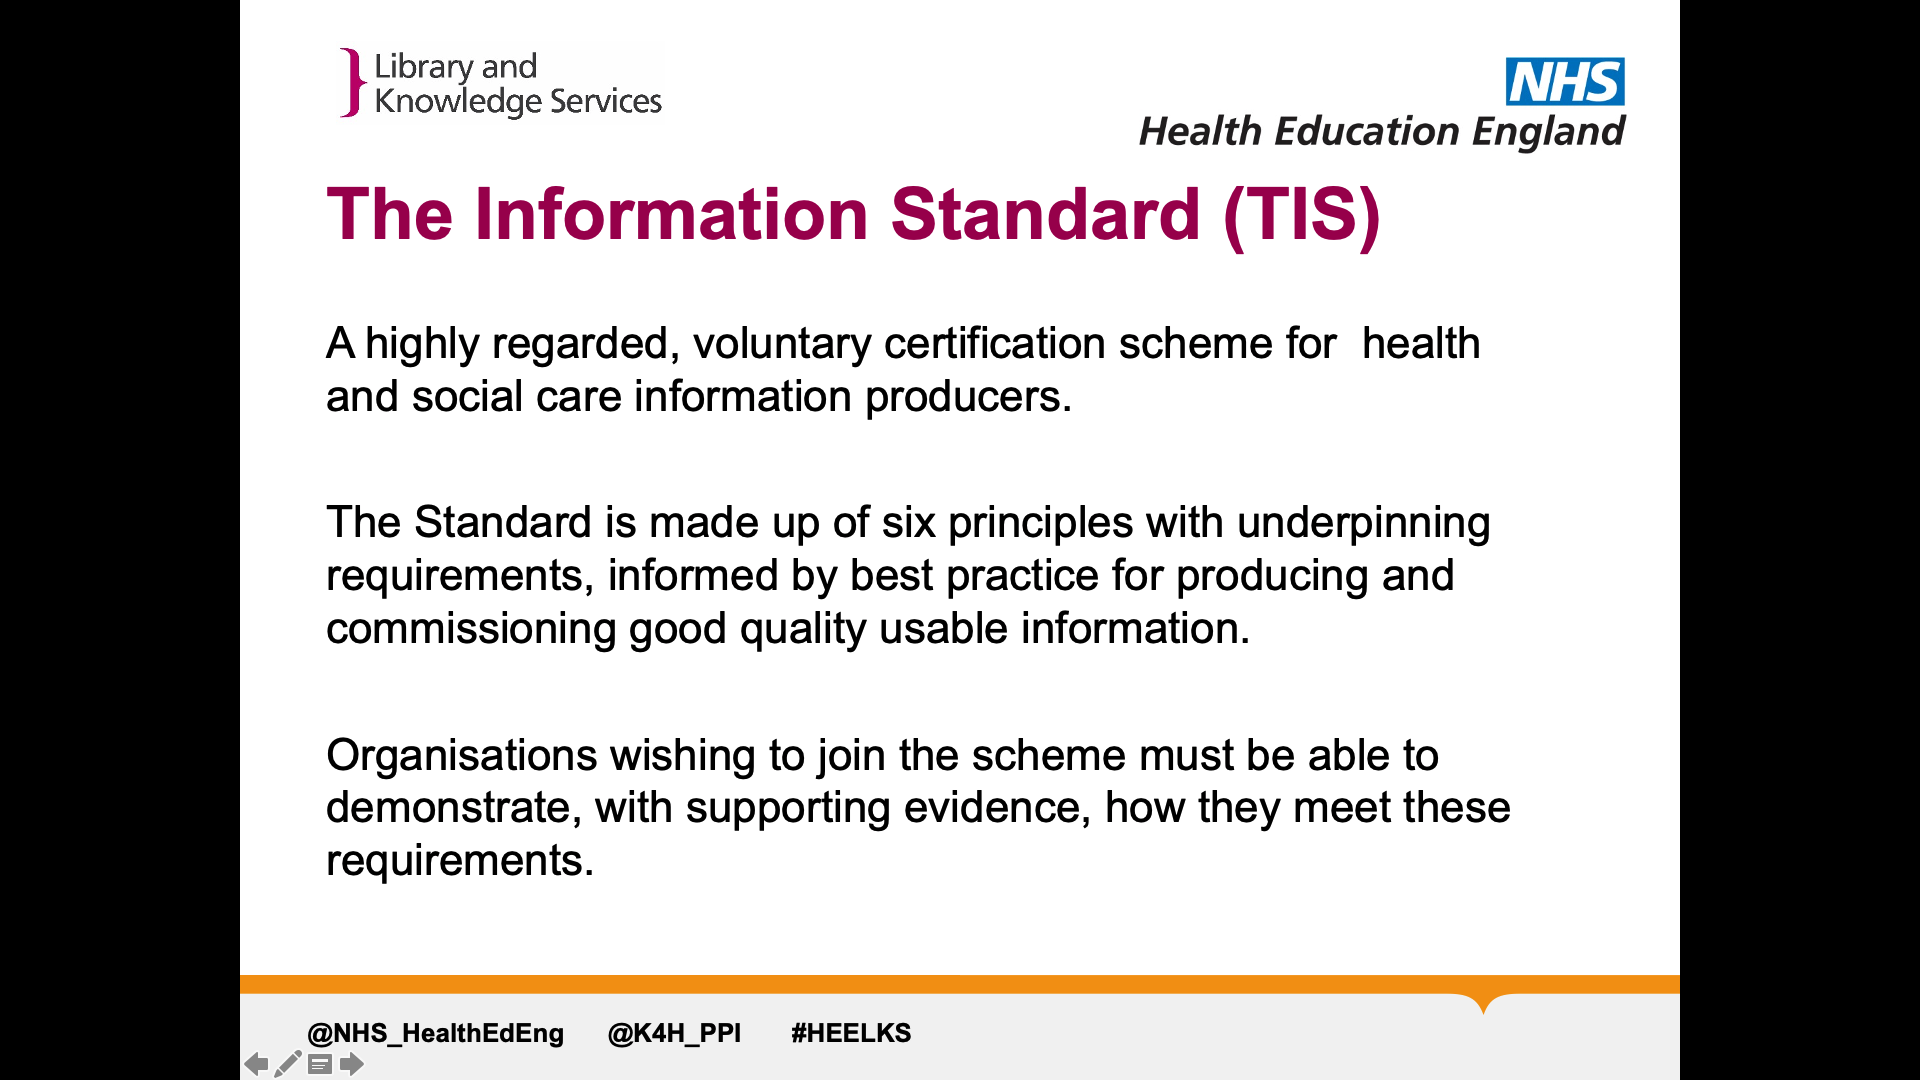 Library and
Knowledge Services
NHS
Health Education England
The Information Standard (TIS)
A highly regarded, voluntary certification scheme for  health
and social care information producers.
The Standard is made up of six principles with underpinning
requirements, informed by best practice for producing and
commissioning good quality usable information.
Organisations wishing to join the scheme must be able to
demonstrate, with supporting evidence, how they meet these
requirements.
@NHS_HealthEdEng @K4H_PPI #HEELKS